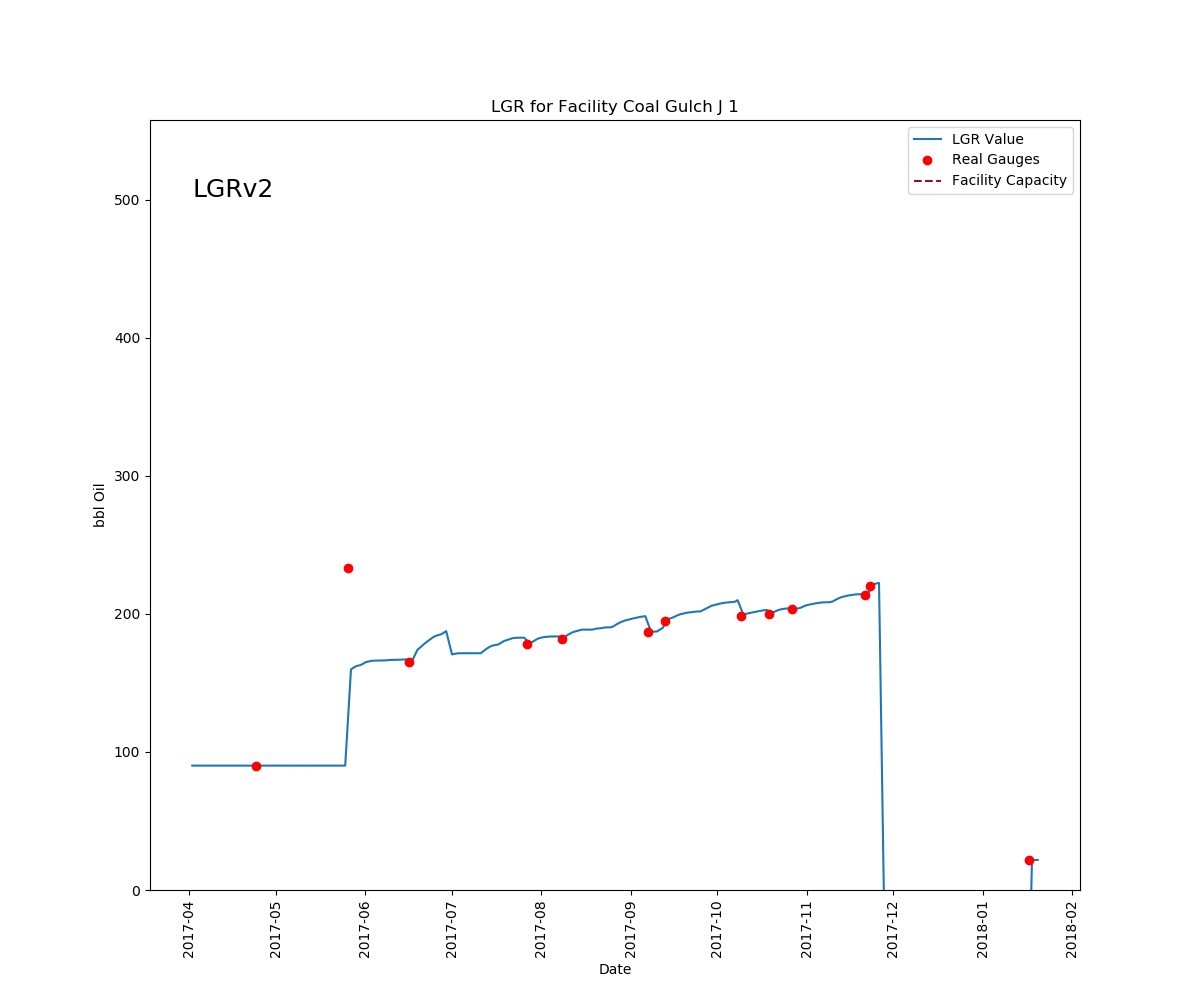 LGR for Facility Coal Gulch J 1
LGRv2
LGR Value
Real Gauges
Facility Capacity
bbl Oil
500
400
300
200
100
0
2017-04
2017-05
2017-06
2017-07
2017-08
2017-09
2017-10
2017-11
2017-12
2018-01
2018-02
Date